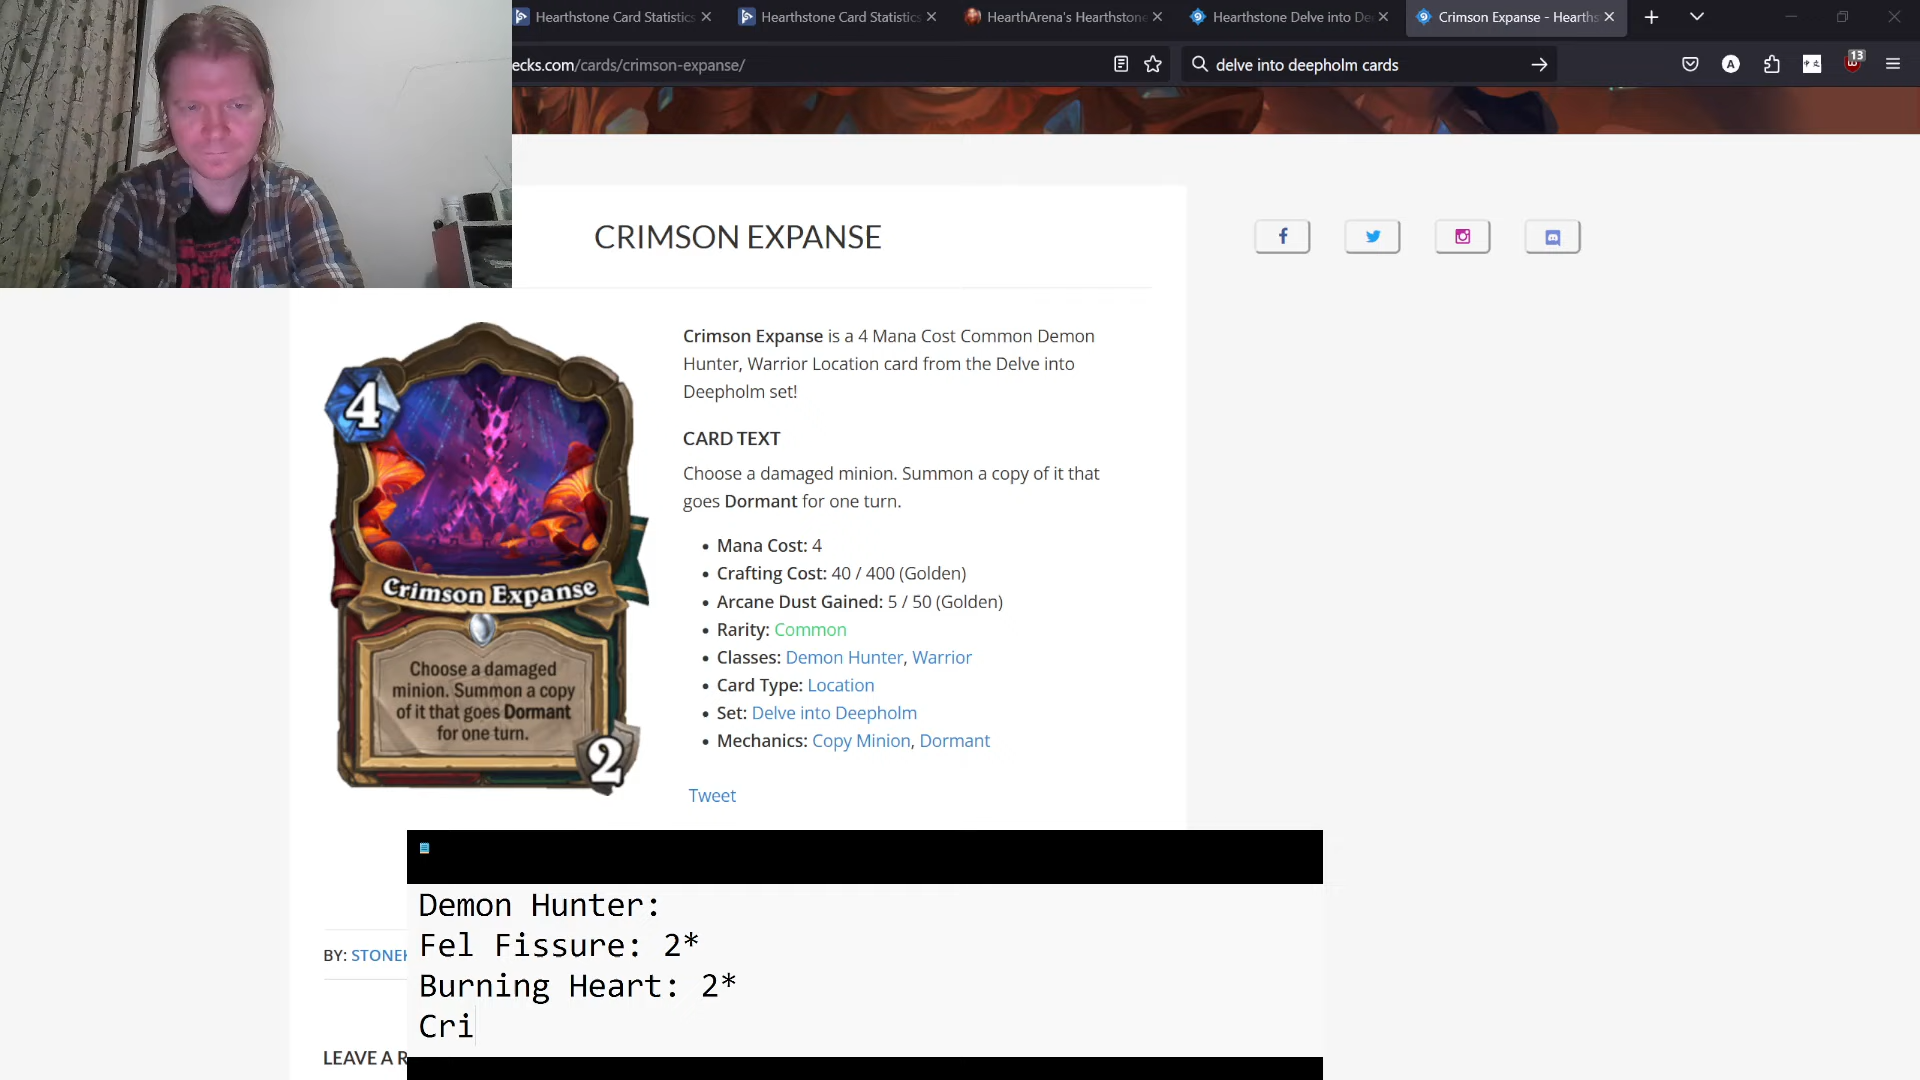 Hearthstone Card Statistics
Hearthstone Card Statistics
HearthArena's Hearthstone
Hearthstone Delve into De
Crimson Expanse - Hearths
ecks.com/cards/crimson-expanse/
delve into deepholm cards
13
CRIMSON EXPANSE
Crimson Expanse is a 4 Mana Cost Common Demon
Hunter, Warrior Location card from the Delve into
Deepholm set!
CARD TEXT
Choose a damaged minion. Summon a copy of it that
goes Dormant for one turn.
• Mana Cost: 4
• Crafting Cost: 40 / 400 (Golden)
• Arcane Dust Gained: 5 / 50 (Golden)
• Rarity: Common
• Classes: Demon Hunter, Warrior
• Card Type: Location
• Set: Delve into Deepholm
• Mechanics: Copy Minion, Dormant
Tweet
4
Crimson Expanse
Choose a damaged
minion. Summon a copy
of it that goes Dormant
for one turn.
2
BY:
LEAVE A R
Demon Hunter:
Fel Fissure: 2*
Burning Heart: 2*
Cri